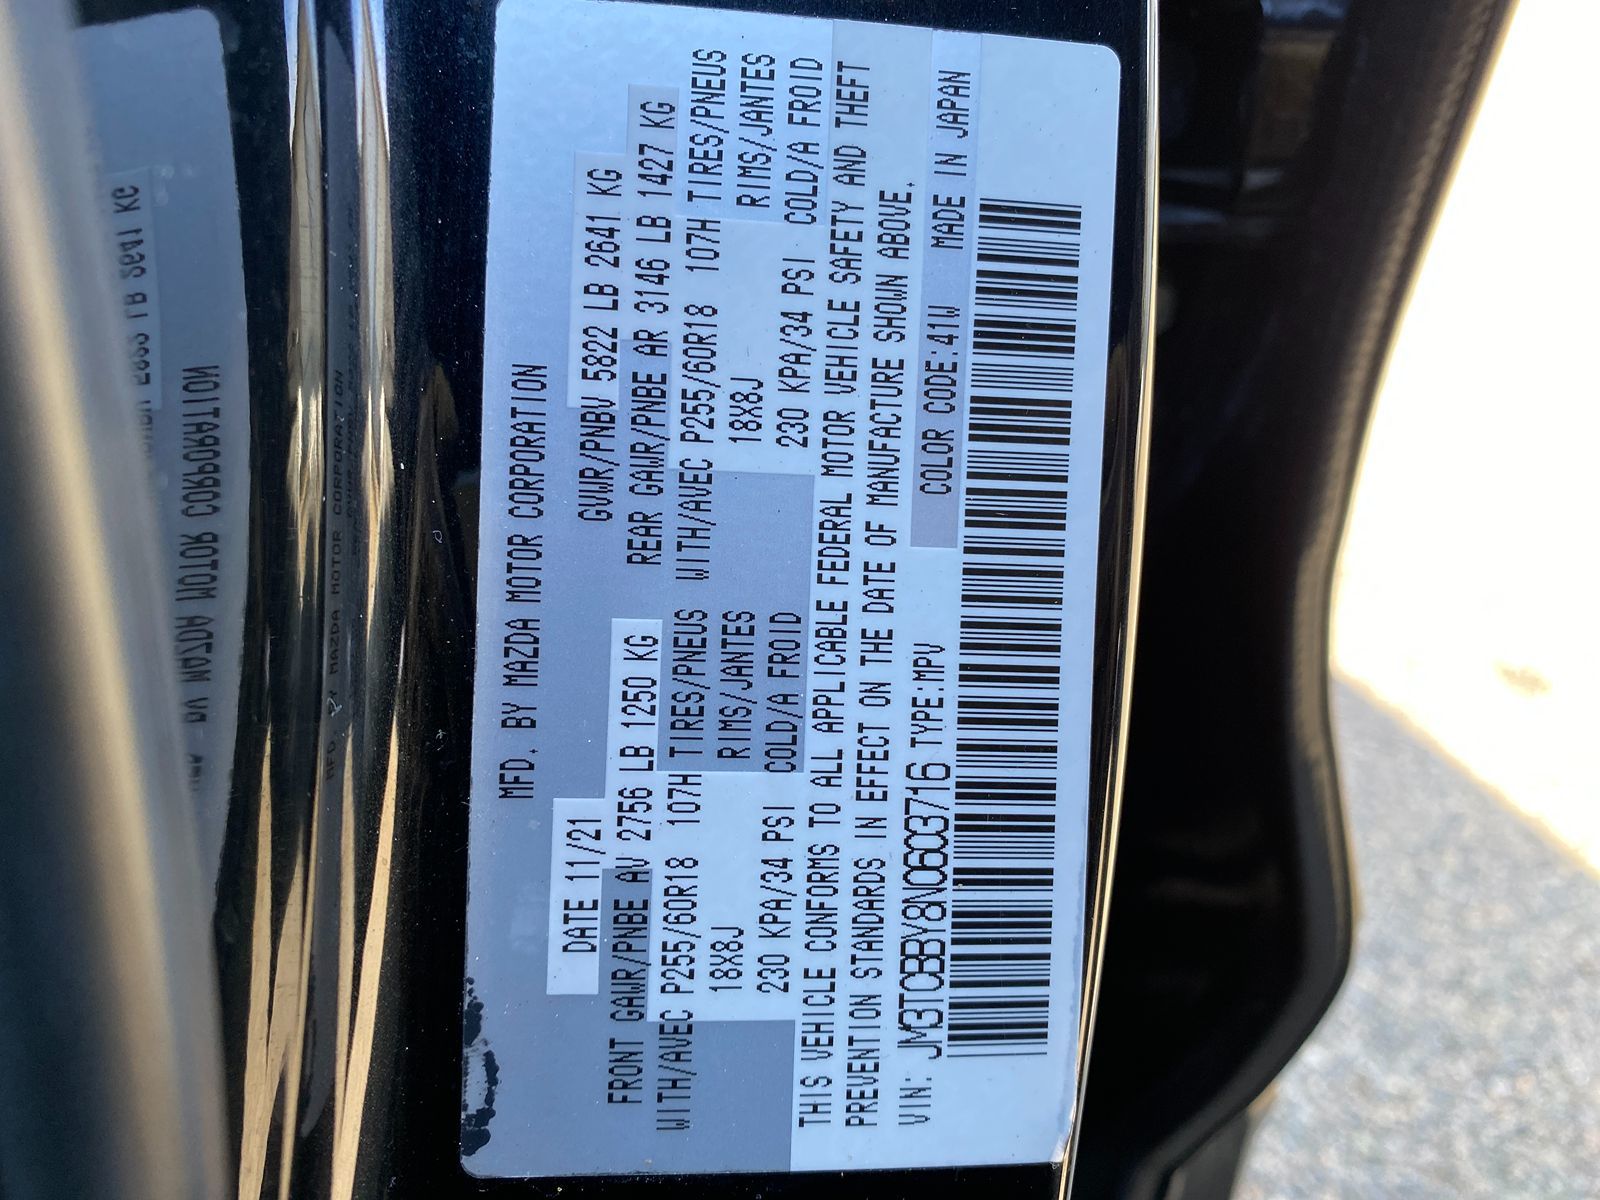 MFD. BY MAZDA MOTOR CORPORATION
DATE 11/21 GVWR/PNBV 5822 LB 2641 KG
FRONT GAWR/PNBE AV 2756 LB 1250 KG REAR GAWR/PNBE AR 3146 LB 1427 KG
WITH/AVEC P255/60R18 107H TIRES/PNEUS WITH/AVEC P255/60R18 107H TIRES/PNEUS
18X8J RIMS/JANTES 18X8J RIMS/JANTES
230 KPA/34 PSI COLD/A FROID 230 KPA/34 PSI COLD/A FROID
THIS VEHICLE CONFORMS TO ALL APPLICABLE FEDERAL MOTOR VEHICLE SAFETY AND THEFT
PREVENTION STANDARDS IN EFFECT ON THE DATE OF MANUFACTURE SHOWN ABOVE.
VIN: JM3T0BBY8N0603716 TYPE:MPV COLOR CODE:41W MADE IN JAPAN